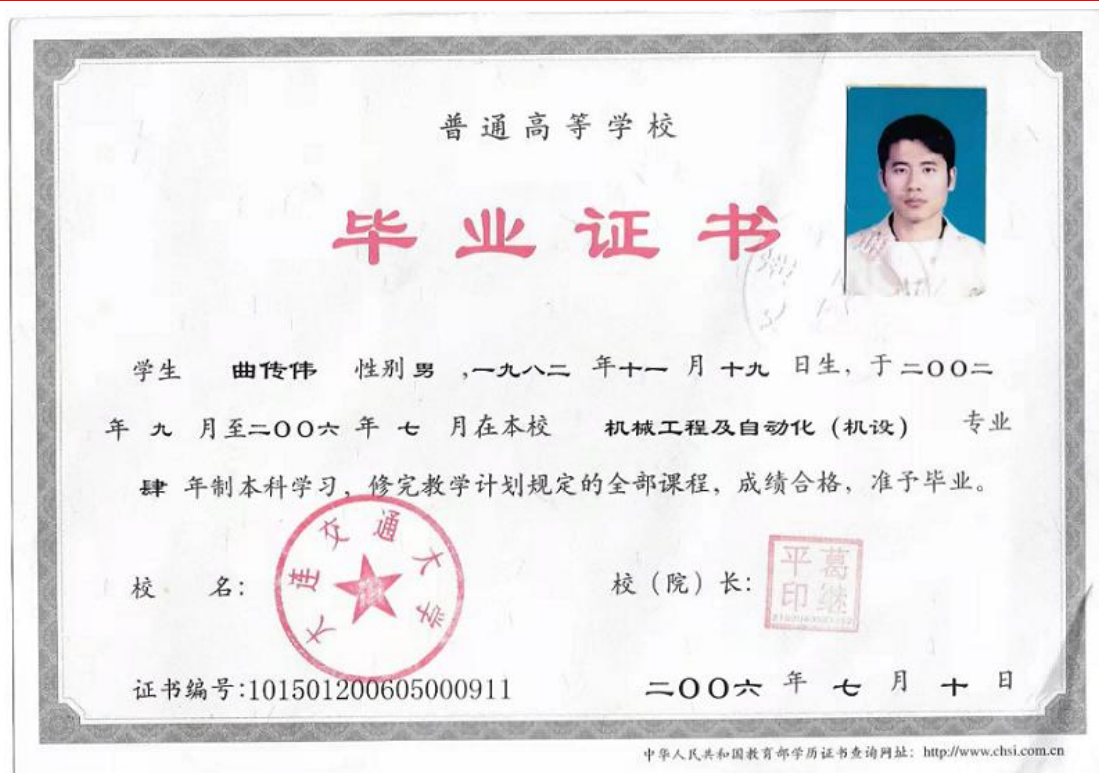 普通高等学校
毕业证书
学生 曲传伟 性别 男 ,一九八二 年十一 月 十九 日生，于 二〇〇二
年 九 月至二〇〇六 年 七 月在本校 机械工程及自动化（机设） 专业
肆 年制本科学习，修完教学计划规定的全部课程，成绩合格，准予毕业。
大连交通大学
校 名：
校（院）长：
葛继平印
证书编号:101501200605000911
二〇〇六 年 七 月 十 日
中华人民共和国教育部学历证书查询网址：http://www.chsi.com.cn